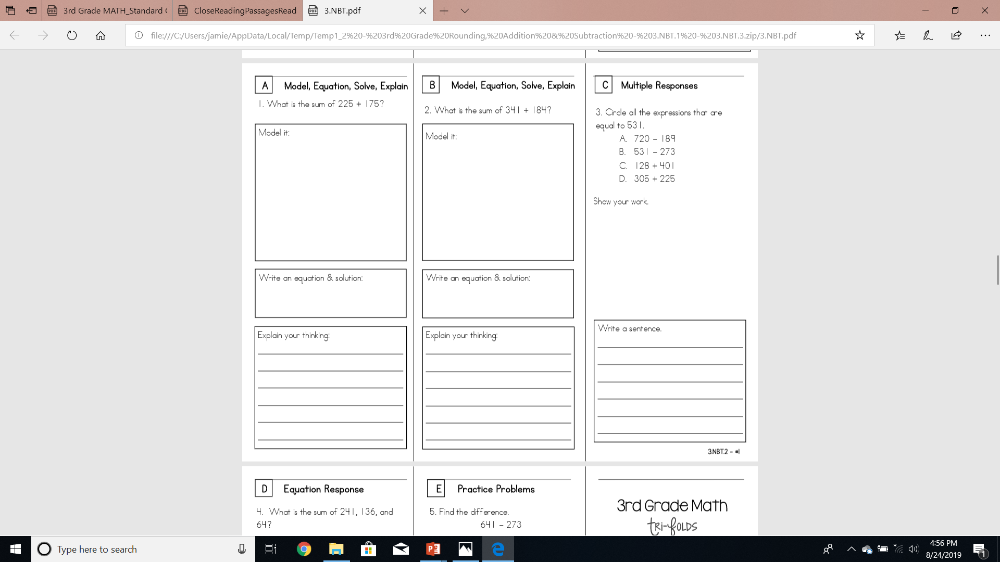 3rd Grade MATH_Standard
CloseReadingPassagesRead
3.NBT.pdf
file:///C:/Users/jamie/AppData/Local/Temp/Temp1_2%20-%203rd%20Grade%20Rounding,%20Addition%20&%20Subtraction%20-%203.NBT.1%20-%203.NBT.3.zip/3.NBT.pdf
A Model, Equation, Solve, Explain
1. What is the sum of 225 + 175?
Model it:
Write an equation & solution:
Explain your thinking:
B Model, Equation, Solve, Explain
2. What is the sum of 341 + 184?
Model it:
Write an equation & solution:
Explain your thinking:
C Multiple Responses
3. Circle all the expressions that are
equal to 531.
A. 720 – 189
B. 531 – 273
C. 128 + 401
D. 305 + 225
Show your work.
Write a sentence.
3.NBT.2 – #1
D Equation Response
4. What is the sum of 241, 136, and
64?
E Practice Problems
5. Find the difference.
641 – 273
3rd Grade Math
tRi-foLDS
Type here to search
4:56 PM
8/24/2019
1